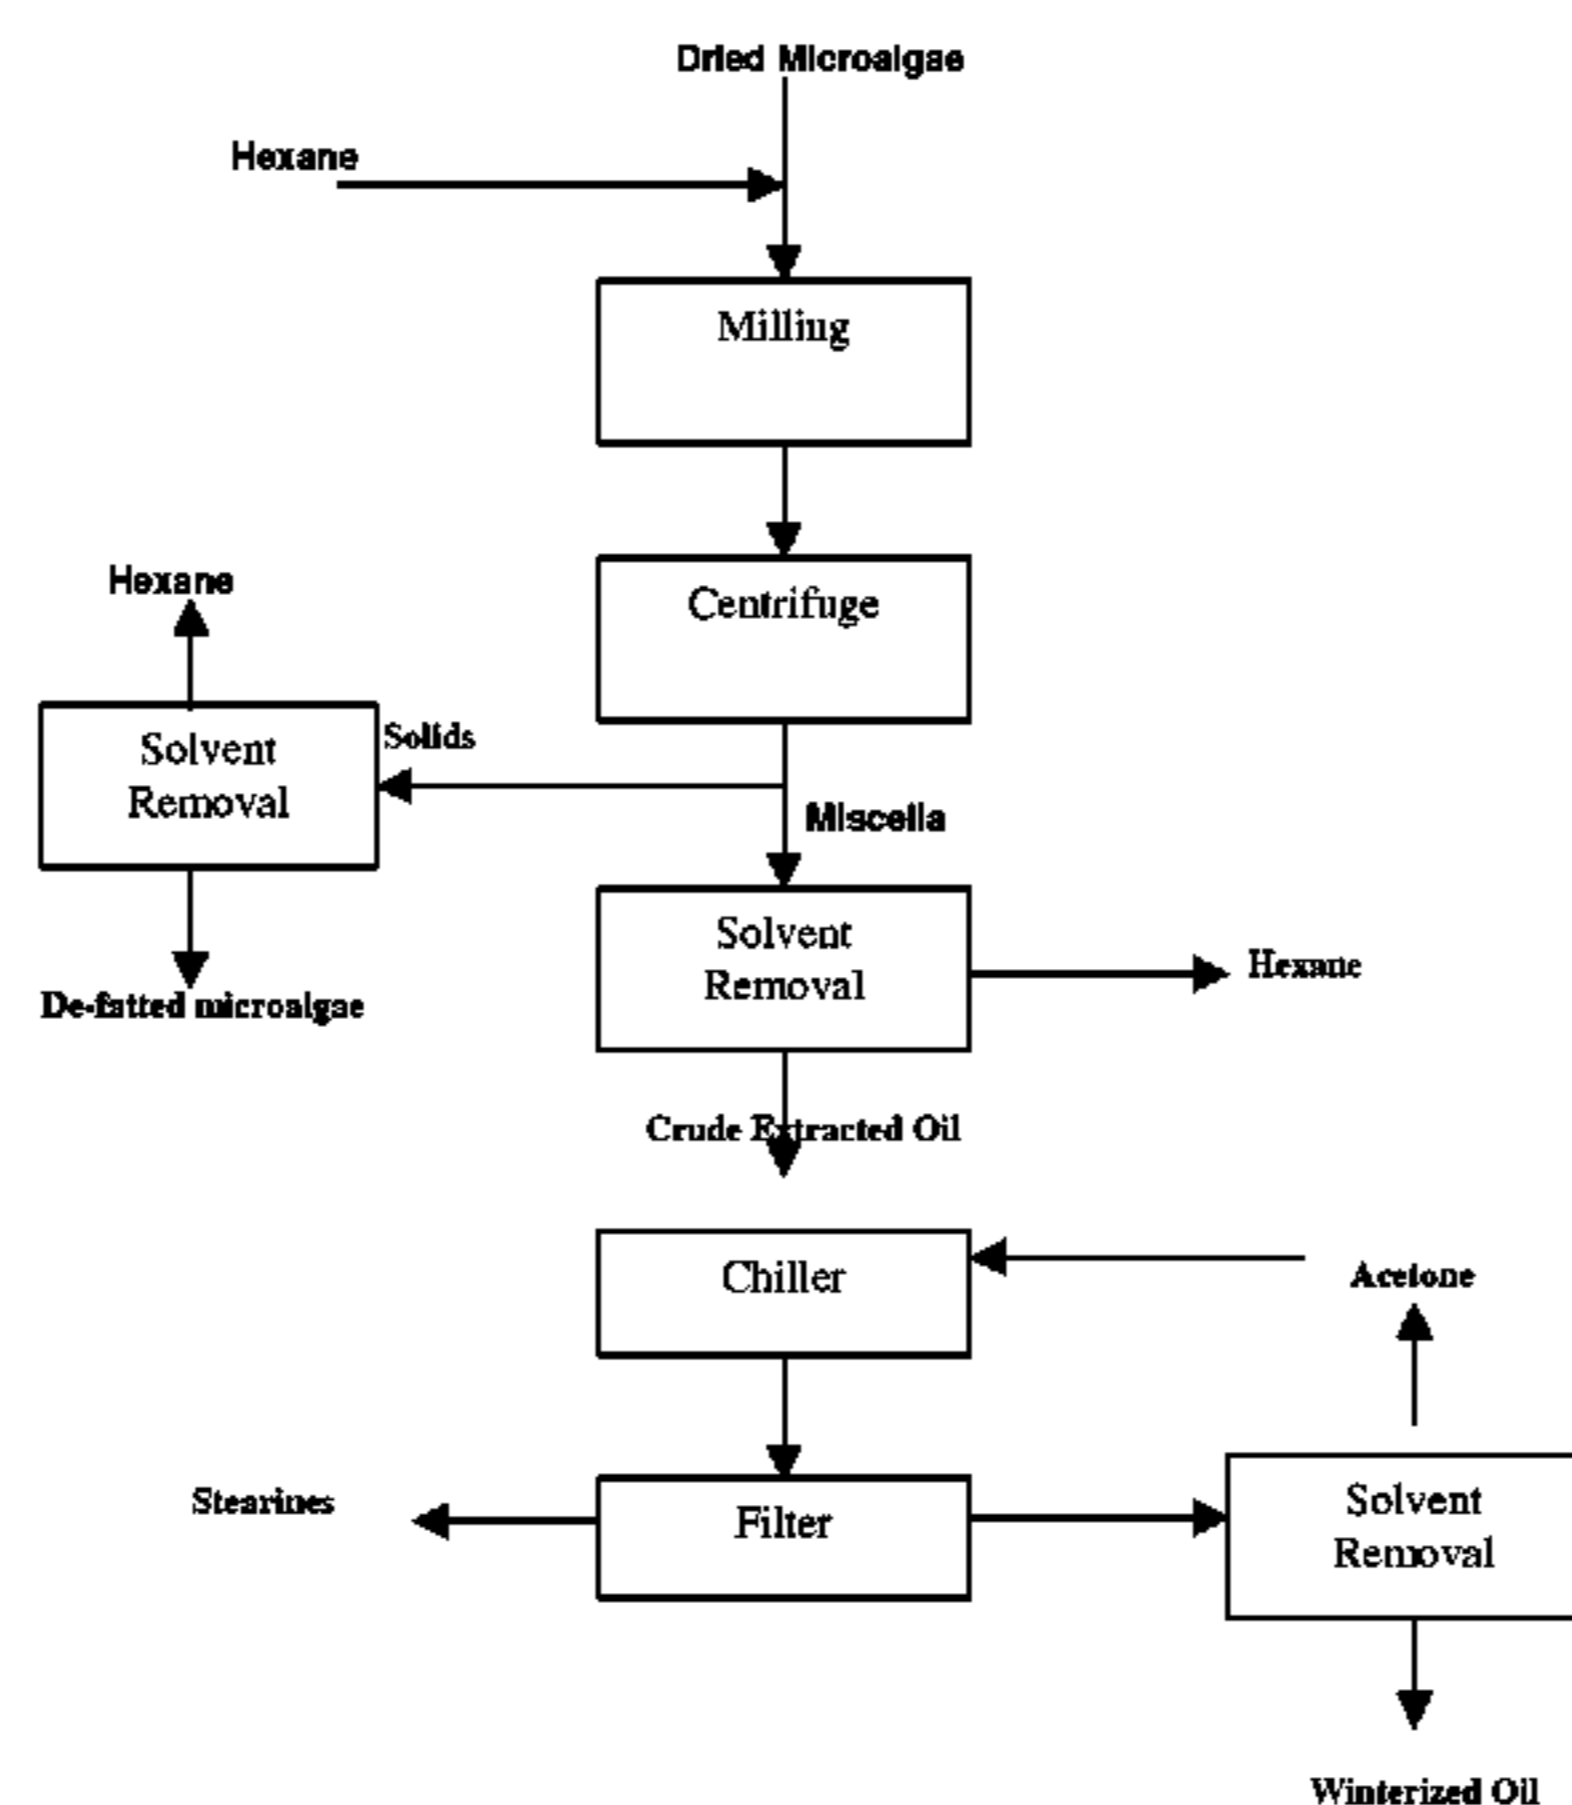 Dried Microalgae
Hexane
Milling
Centrifuge
Hexane
Solvent
Removal
Solids
Miscella
De-fatted microalgae
Solvent
Removal
Hexane
Crude Extracted Oil
Chiller
Acetone
Stearines
Filter
Solvent
Removal
Winterized Oil